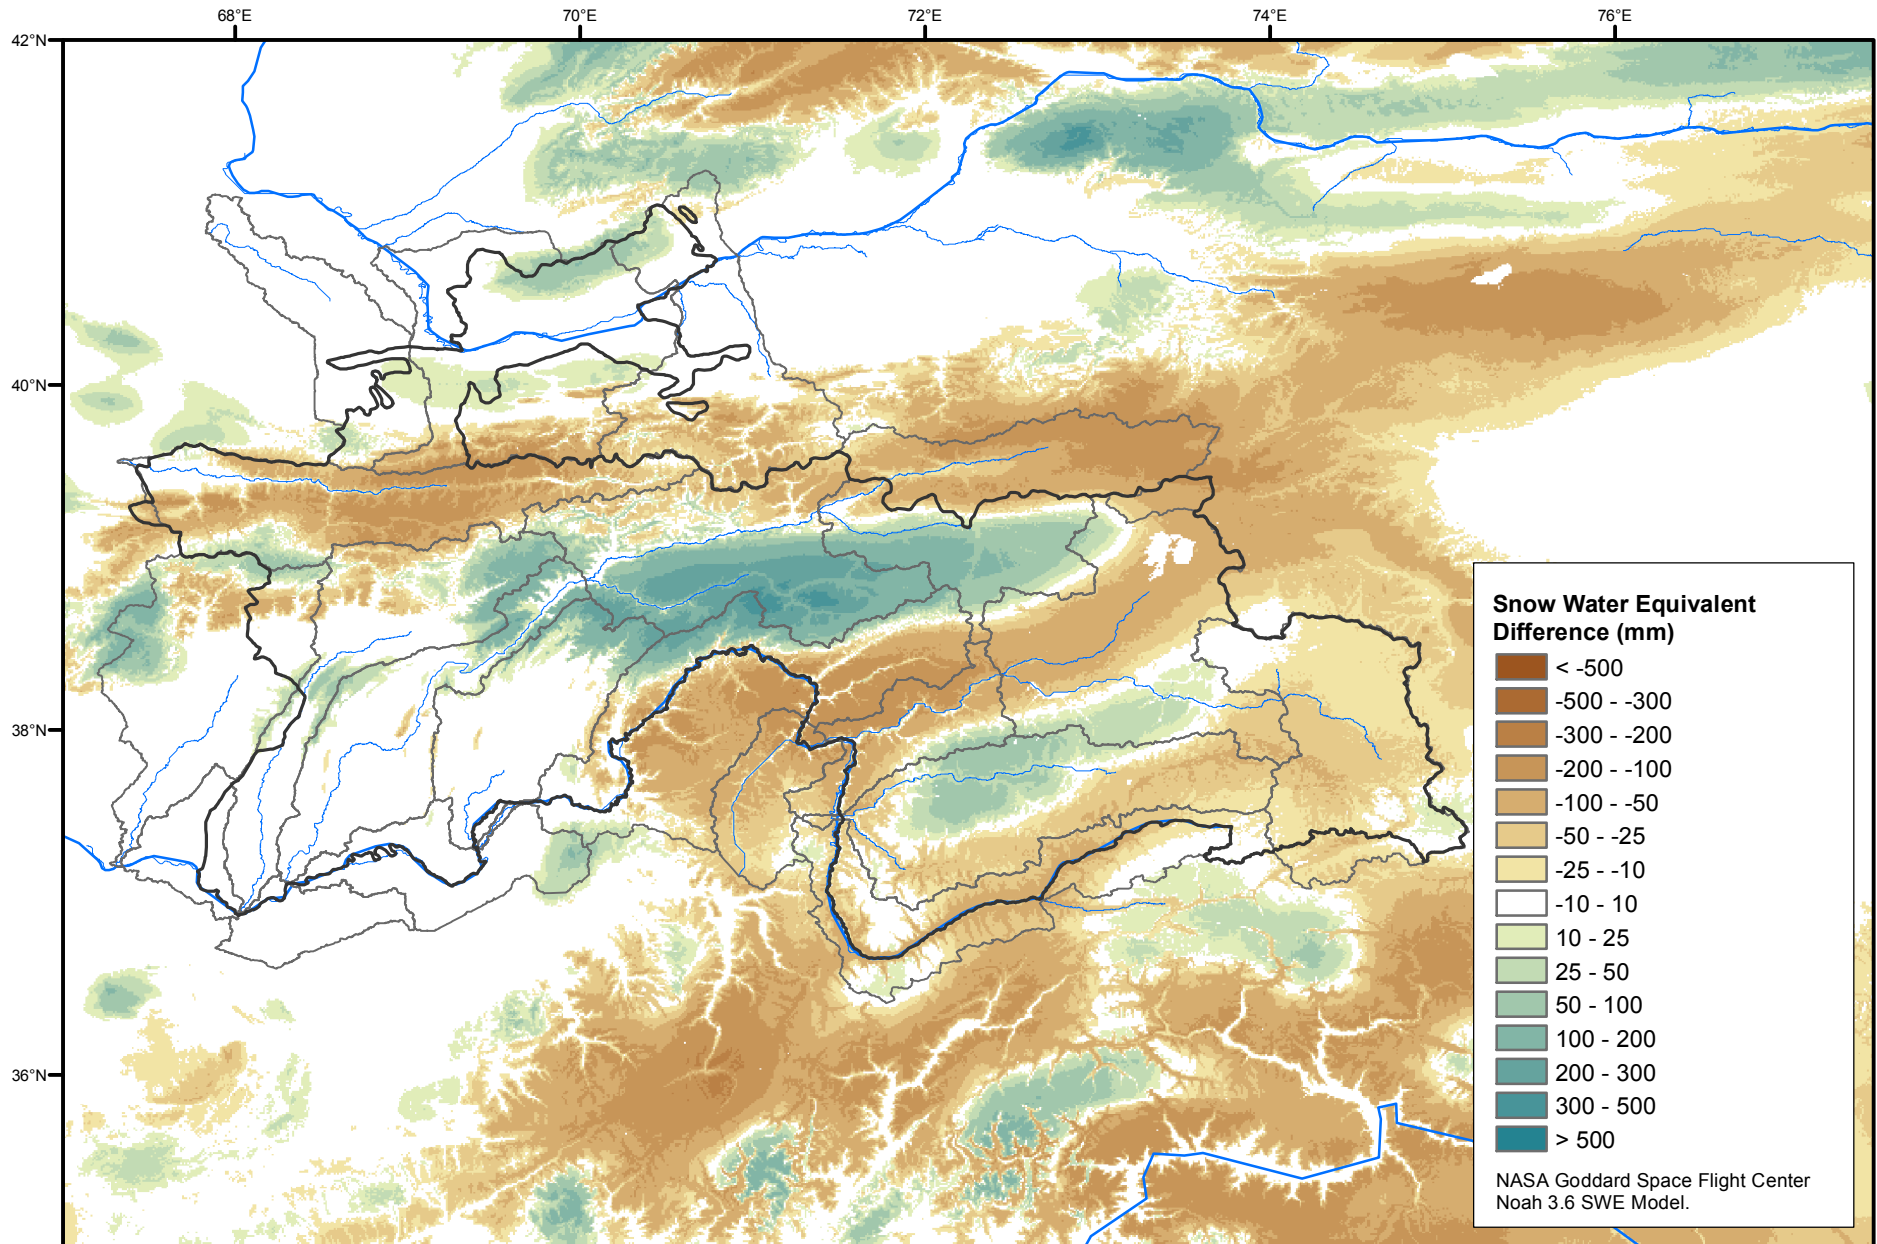 68°E 70°E 72°E 74°E 76°E
42°N
40°N
38°N
36°N
Snow Water Equivalent
Difference (mm)
< -500
-500 - -300
-300 - -200
-200 - -100
-100 - -50
-50 - -25
-25 - -10
-10 - 10
10 - 25
25 - 50
50 - 100
100 - 200
200 - 300
300 - 500
> 500
NASA Goddard Space Flight Center
Noah 3.6 SWE Model.